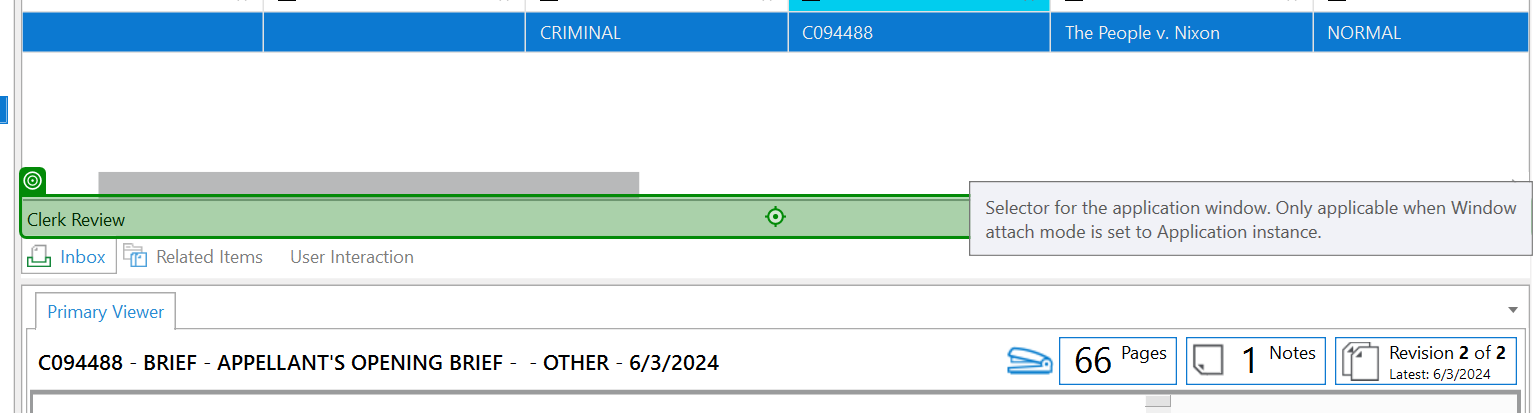 CRIMINAL C094488 The People v. Nixon NORMAL
Clerk Review
Selector for the application window. Only applicable when Window
attach mode is set to Application instance.
Inbox Related Items User Interaction
Primary Viewer
C094488 - BRIEF - APPELLANT'S OPENING BRIEF - - OTHER - 6/3/2024
66 Pages 1 Notes Revision 2 of 2
Latest: 6/3/2024